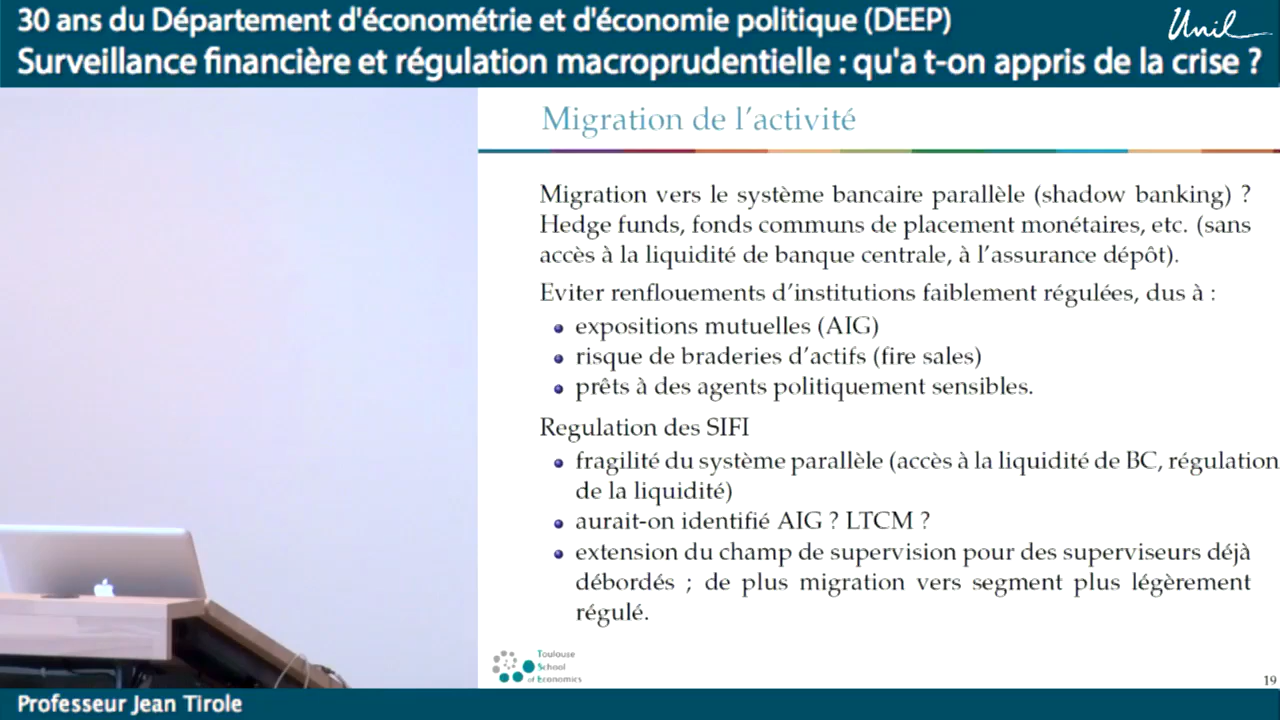 30 ans du Département d'économétrie et d'économie politique (DEEP)
Surveillance financière et régulation macroprudentielle : qu'a t-on appris de la crise ?
Unil
Migration de l'activité
Migration vers le système bancaire parallèle (shadow banking) ?
Hedge funds, fonds communs de placement monétaires, etc. (sans
accès à la liquidité de banque centrale, à l'assurance dépôt).
Eviter renflouements d'institutions faiblement régulées, dus à :
expositions mutuelles (AIG)
risque de braderies d'actifs (fire sales)
prêts à des agents politiquement sensibles.
Regulation des SIFI
fragilité du système parallèle (accès à la liquidité de BC, régulation
de la liquidité)
aurait-on identifié AIG ? LTCM ?
extension du champ de supervision pour des superviseurs déjà
débordés ; de plus migration vers segment plus légèrement
régulé.
Toulouse
School
of Economics
19
Professeur Jean Tirole